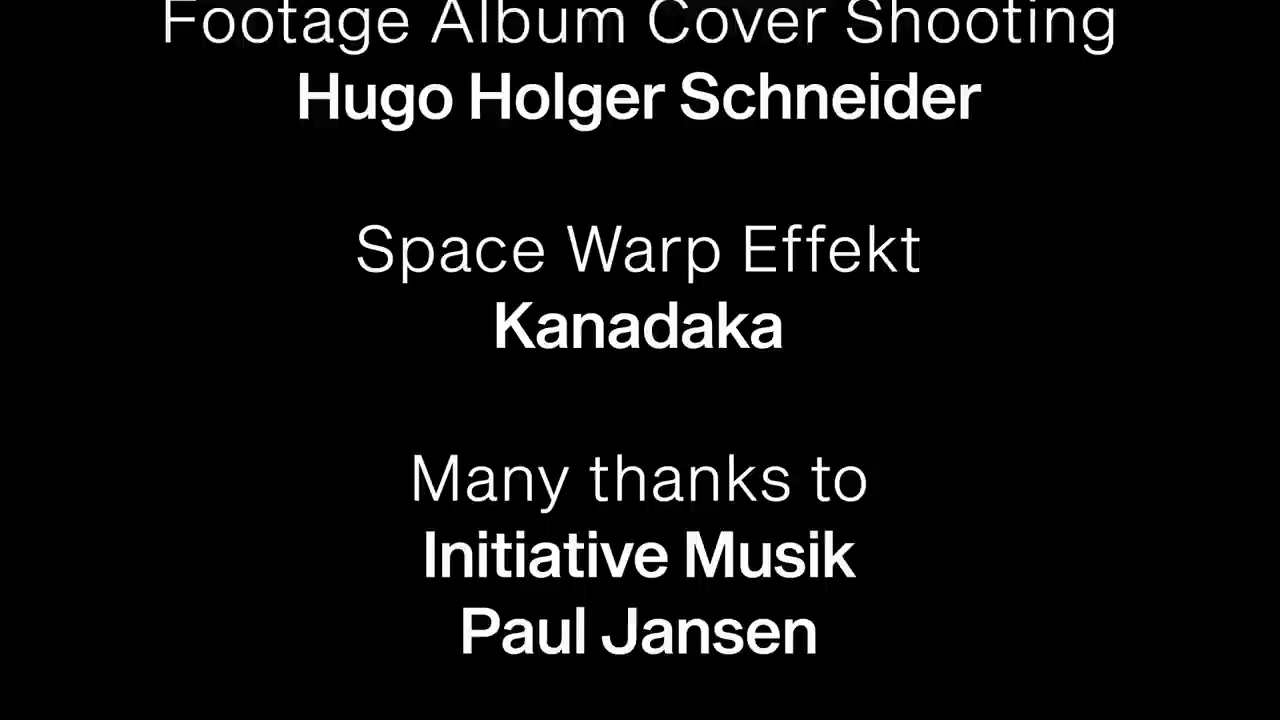 Footage Album Cover Shooting
Hugo Holger Schneider
Space Warp Effekt
Kanadaka
Many thanks to
Initiative Musik
Paul Jansen